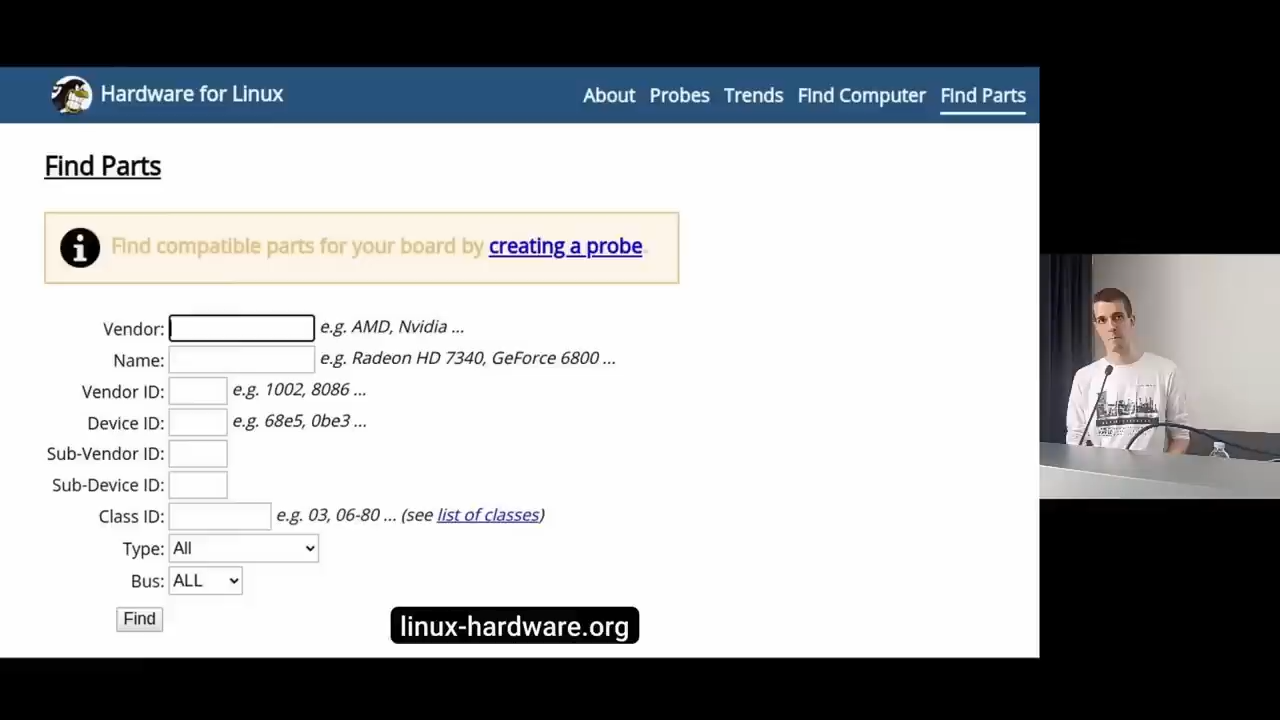 Hardware for Linux
About Probes Trends Find Computer Find Parts
Find Parts
Find compatible parts for your board by creating a probe.
Vendor: e.g. AMD, Nvidia ...
Name: e.g. Radeon HD 7340, GeForce 6800 ...
Vendor ID: e.g. 1002, 8086 ...
Device ID: e.g. 68e5, 0be3 ...
Sub-Vendor ID:
Sub-Device ID:
Class ID: e.g. 03, 06-80 ... (see list of classes)
Type: All
Bus: ALL
Find
linux-hardware.org